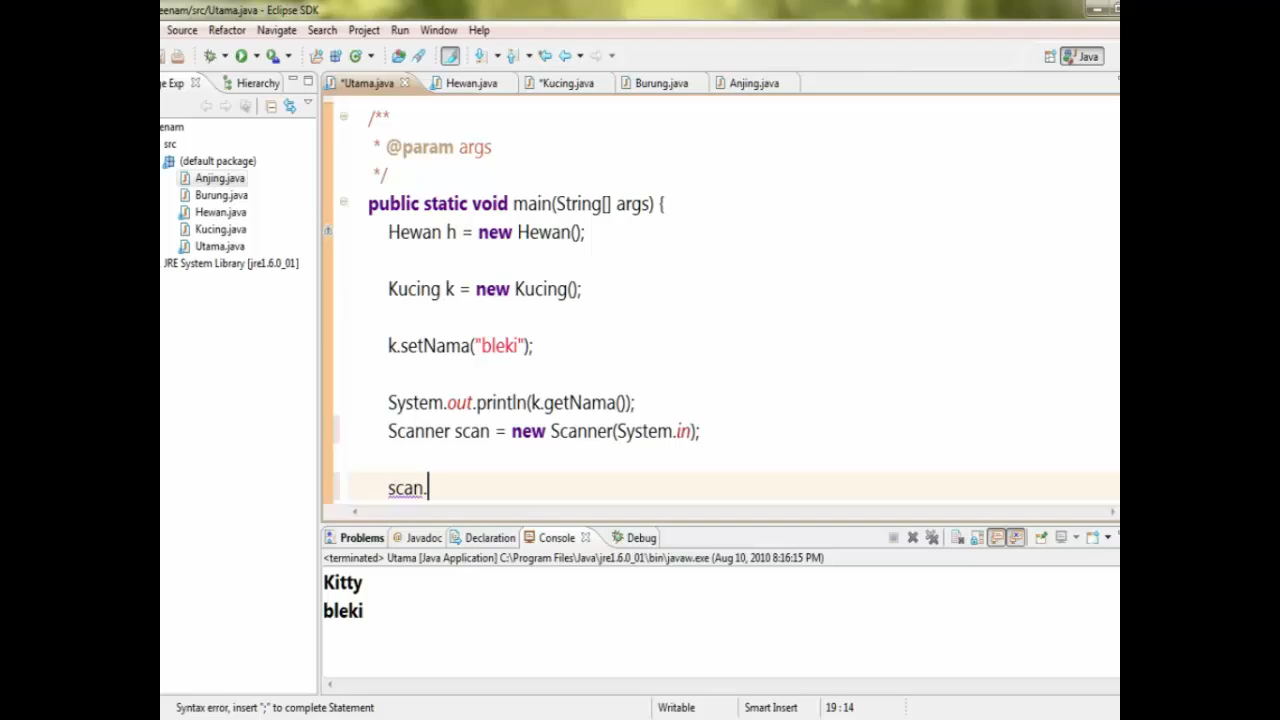 eenam/src/Utama.java - Eclipse SDK
Source Refactor Navigate Search Project Run Window Help
Java
ge Exp Hierarchy
*Utama.java Hewan.java *Kucing.java Burung.java Anjing.java
enam
src
(default package)
Anjing.java
Burung.java
Hewan.java
Kucing.java
Utama.java
JRE System Library [jre1.6.0_01]
/**
* @param args
*/
public static void main(String[] args) {
Hewan h = new Hewan();
Kucing k = new Kucing();
k.setNama("bleki");
System.out.println(k.getNama());
Scanner scan = new Scanner(System.in);
scan.
Problems @ Javadoc Declaration Console Debug
<terminated> Utama [Java Application] C:\Program Files\Java\jre1.6.0_01\bin\javaw.exe (Aug 10, 2010 8:16:15 PM)
Kitty
bleki
Syntax error, insert ";" to complete Statement Writable Smart Insert 19 : 14